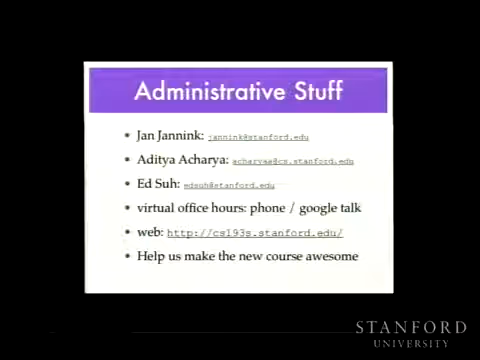 Administrative Stuff
• Jan Jannink: jannink@stanford.edu
• Aditya Acharya: acharyaa@cs.stanford.edu
• Ed Suh: edsuh@stanford.edu
• virtual office hours: phone / google talk
• web: http://cs193s.stanford.edu/
• Help us make the new course awesome
STANFORD
UNIVERSITY